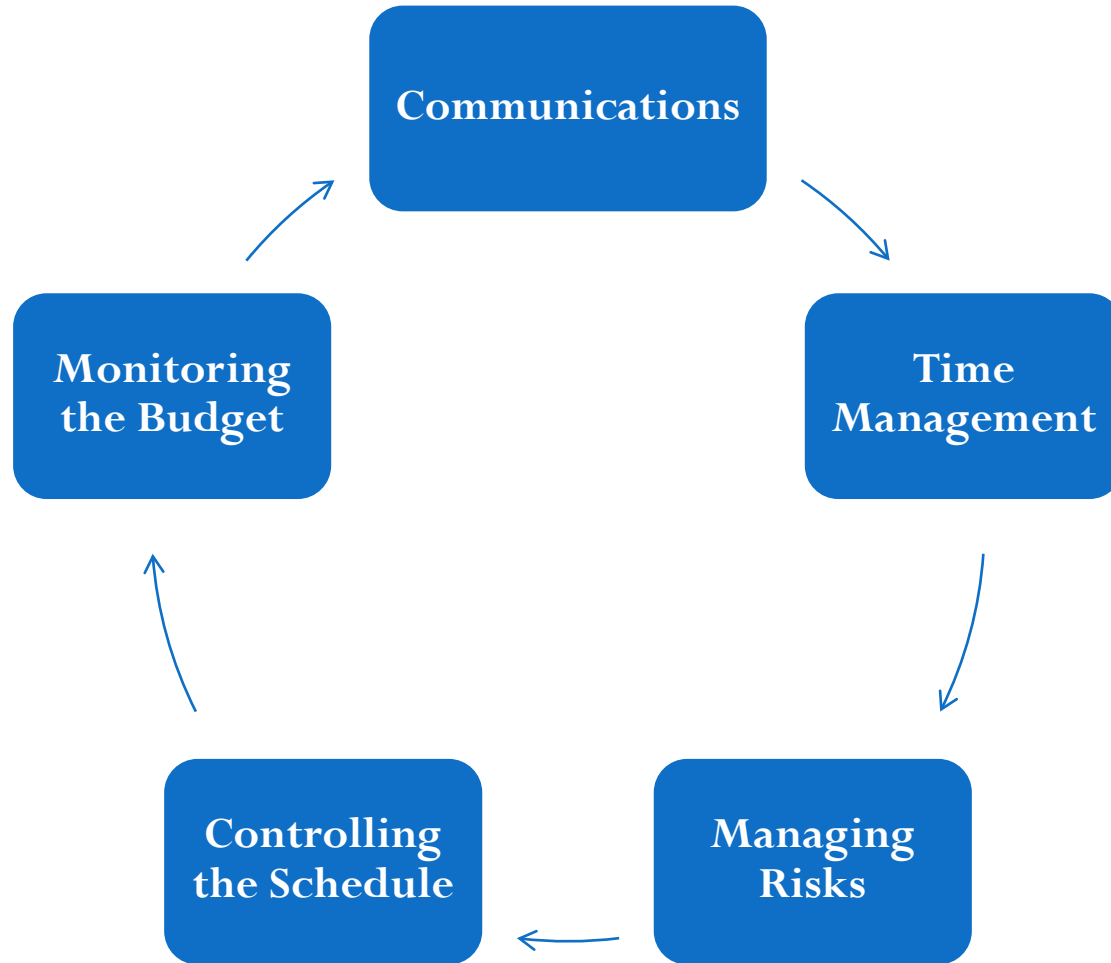 Communications
Time
Management
Managing
Risks
Controlling
the Schedule
Monitoring
the Budget